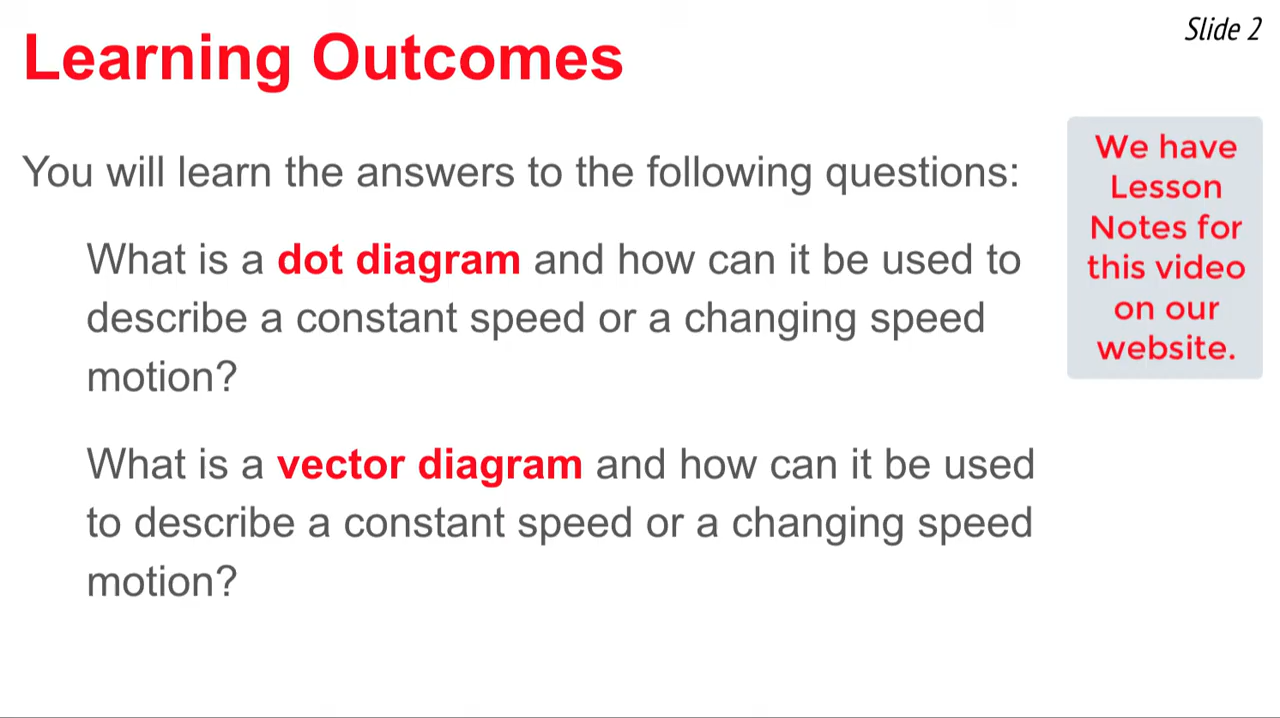 Slide 2
Learning Outcomes
You will learn the answers to the following questions:
What is a dot diagram and how can it be used to
describe a constant speed or a changing speed
motion?
What is a vector diagram and how can it be used
to describe a constant speed or a changing speed
motion?
We have
Lesson
Notes for
this video
on our
website.